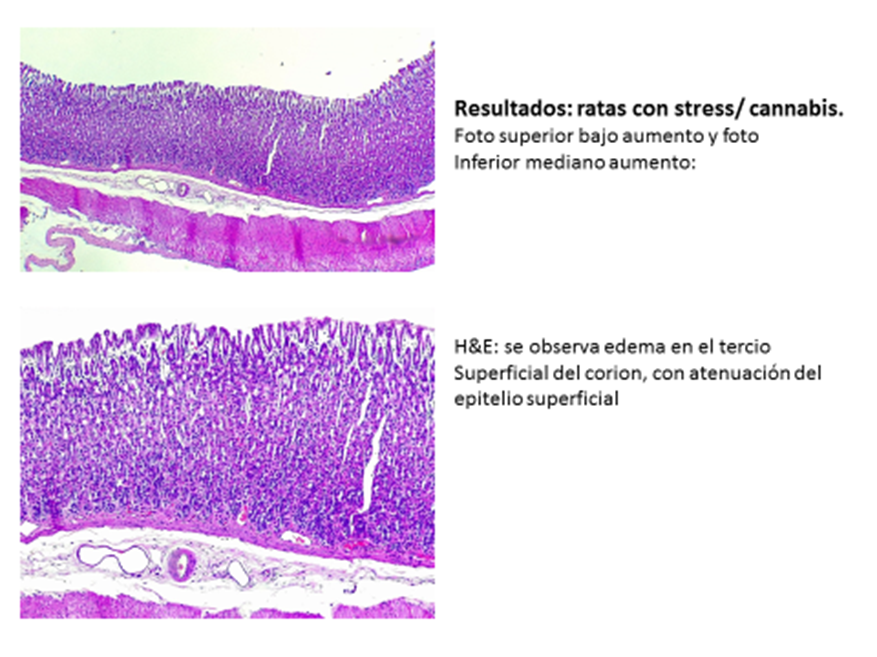 Resultados: ratas con stress/ cannabis.
Foto superior bajo aumento y foto
Inferior mediano aumento:
H&E: se observa edema en el tercio
Superficial del corion, con atenuación del
epitelio superficial